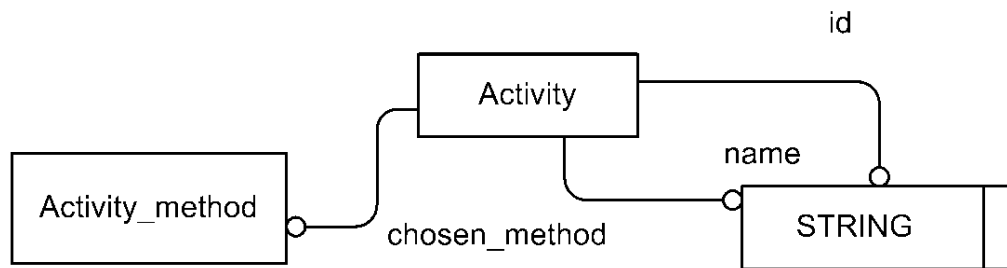 id
Activity
name
Activity_method
chosen_method
STRING